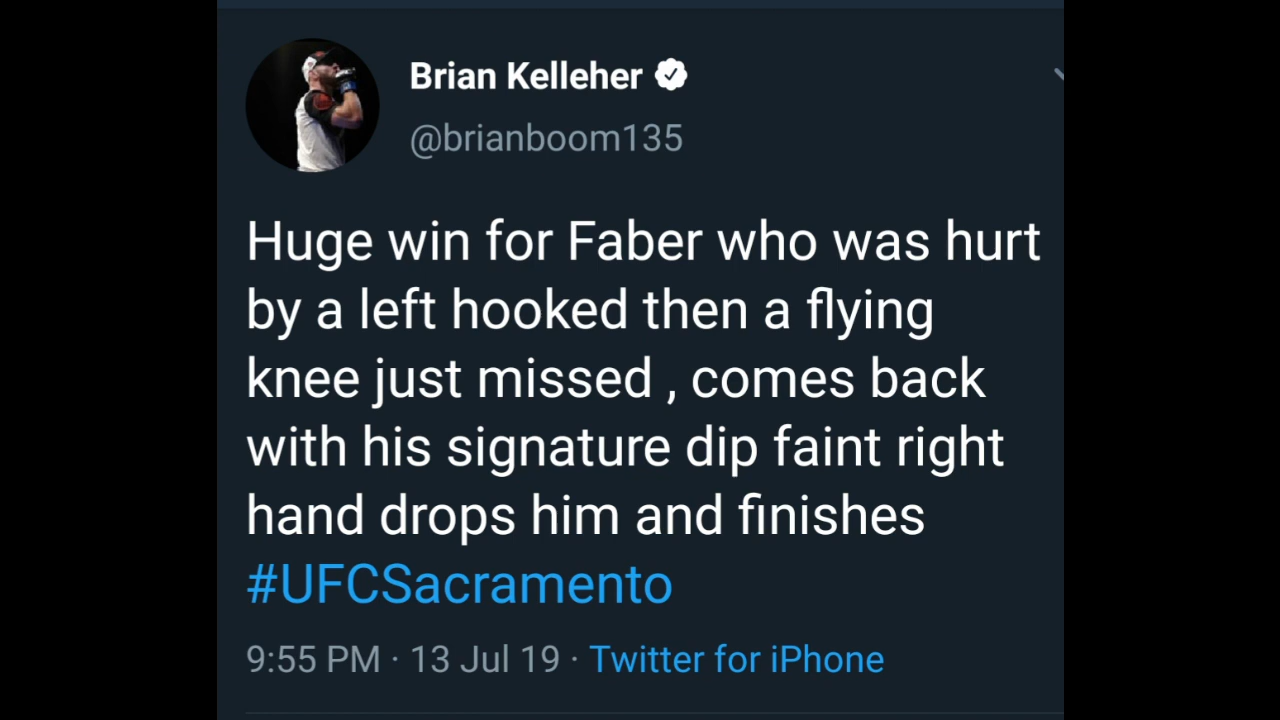 Brian Kelleher
@brianboom135
Huge win for Faber who was hurt
by a left hooked then a flying
knee just missed , comes back
with his signature dip faint right
hand drops him and finishes
#UFCSacramento
9:55 PM · 13 Jul 19 · Twitter for iPhone